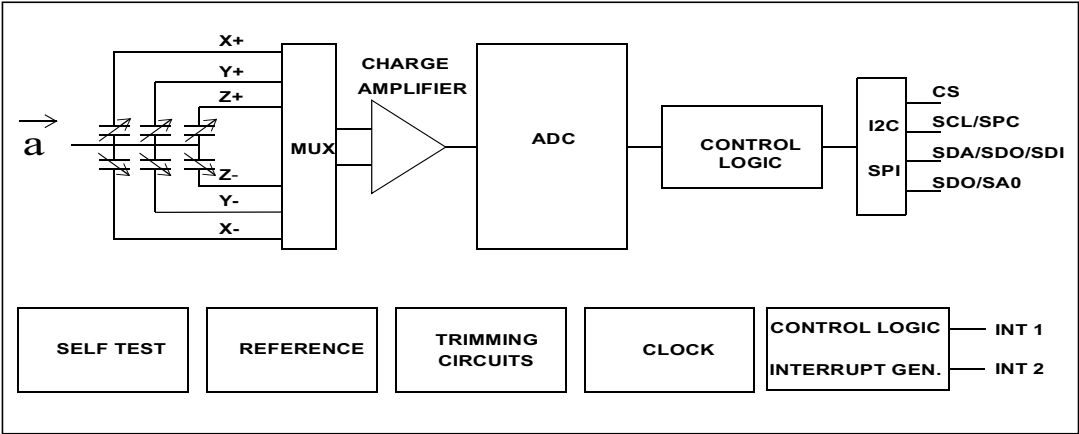 X+
Y+
Z+
a
Z-
Y-
X-
MUX
CHARGE
AMPLIFIER
ADC
CONTROL
LOGIC
I2C
SPI
CS
SCL/SPC
SDA/SDO/SDI
SDO/SA0
SELF TEST
REFERENCE
TRIMMING
CIRCUITS
CLOCK
CONTROL LOGIC
INTERRUPT GEN.
INT 1
INT 2